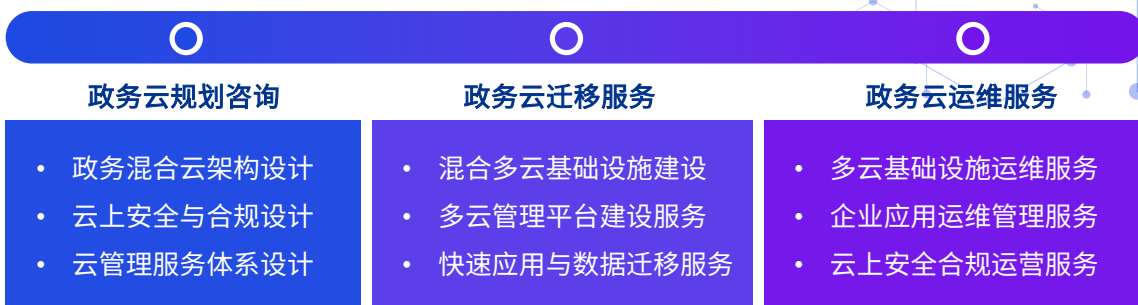 政务云规划咨询
政务混合云架构设计
云上安全与合规设计
云管理服务体系设计
政务云迁移服务
混合多云基础设施建设
多云管理平台建设服务
快速应用与数据迁移服务
政务云运维服务
多云基础设施运维服务
企业应用运维管理服务
云上安全合规运营服务